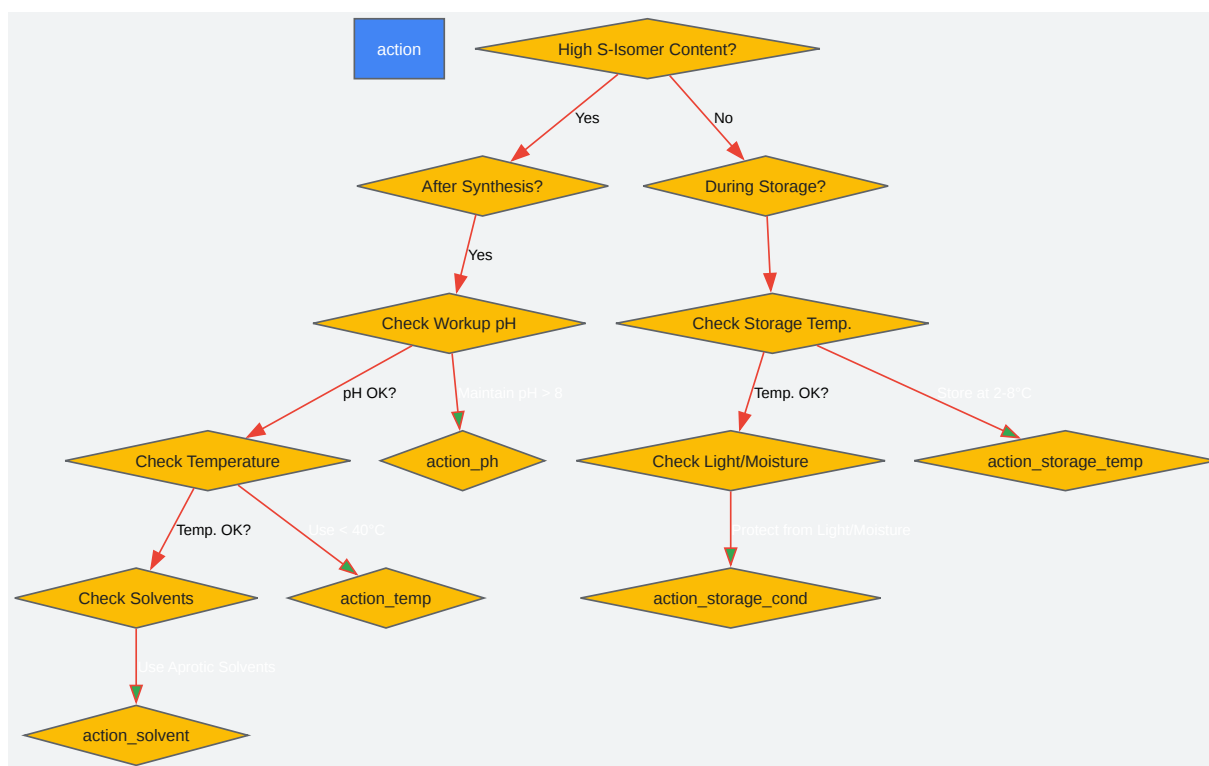 action
High S-Isomer Content?
Yes
No
After Synthesis?
During Storage?
Yes
Check Workup pH
Check Storage Temp.
pH OK?
Maintain pH > 8
Temp. OK?
Store at 2-8°C
Check Temperature
action_ph
Check Light/Moisture
action_storage_temp
Temp. OK?
Use < 40°C
Protect from Light/Moisture
Check Solvents
action_temp
action_storage_cond
Use Aprotic Solvents
action_solvent